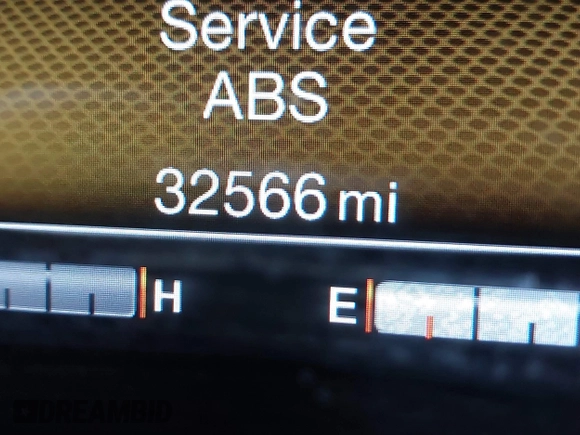 Service
ABS
32566 mi
H E
DREAMBID